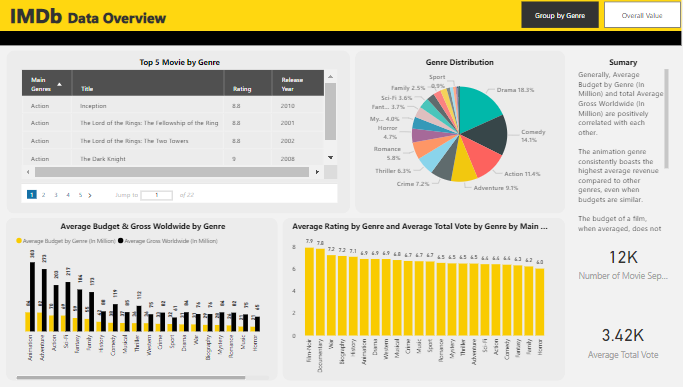 IMDb Data Overview
Group by Genre
Overall Value
Top 5 Movie by Genre
Main Genres Title Rating Release Year
Action Inception 8.8 2010
Action The Lord of the Rings: The Fellowship of the Ring 8.8 2001
Action The Lord of the Rings: The Two Towers 8.8 2002
Action The Dark Knight 9 2008
1 2 3 4 5 Jump to 1 of 22
Genre Distribution
Drama 18.3%
Comedy 14.1%
Action 11.4%
Adventure 9.1%
Crime 7.2%
Thriller 6.3%
Romance 5.8%
Horror 4.7%
My... 4.0%
Fant... 3.7%
Sci-Fi 3.6%
Family 2.5%
Sport 0.9%
Sumary
Generally, Average
Budget by Genre (In
Million) and total Average
Gross Worldwide (In
Million) are positively
correlated with each
other.
The animation genre
consistently boasts the
highest average revenue
compared to other
genres, even when
budgets are similar.
The budget of a film,
when averaged, does not
12K
Number of Movie Sep...
3.42K
Average Total Vote
Average Budget & Gross Woldwide by Genre
Average Budget by Genre (In Million) Average Gross Woldwide (In Million)
303 273 203 217 186 173
Animation Adventure Action Sci-Fi Fantasy Family History Comedy Musical Thriller Western Crime Sport Drama War Biography Mystery Romance Music Horror
Average Rating by Genre and Average Total Vote by Genre by Main ...
8
6
4
2
0
7.9 7.8 7.2 7.2 7.1 6.9 6.9 6.9 6.8 6.7 6.7 6.6 6.5 6.5 6.5 6.4 6.4 6.3 6.2 6.0
Film-Noir Documentary War Biography History Animation Drama Western Musical Crime Music Sport Romance Mystery Adventure Sci-Fi Action Comedy Fantasy Family Horror